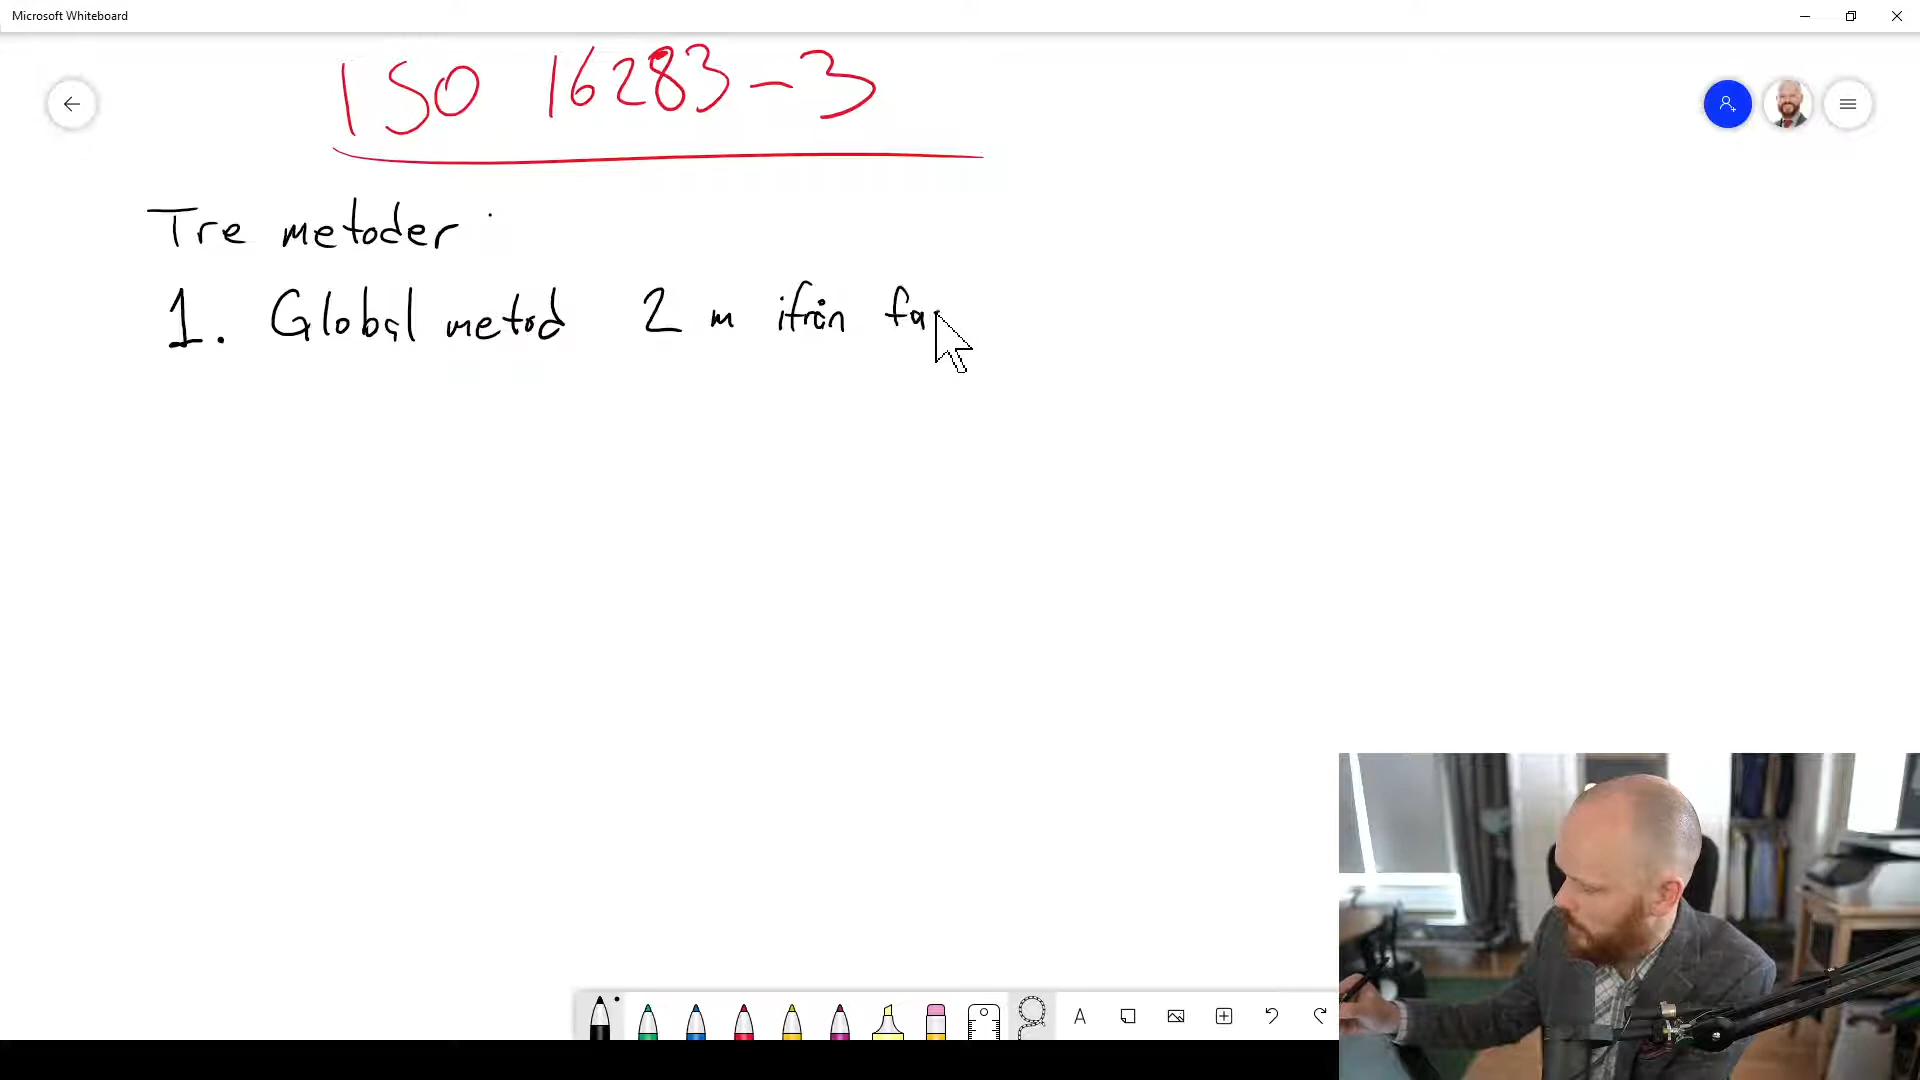 Microsoft Whiteboard
ISO 16283-3
Tre metoder
1. Global metod 2 m ifrån fa
A